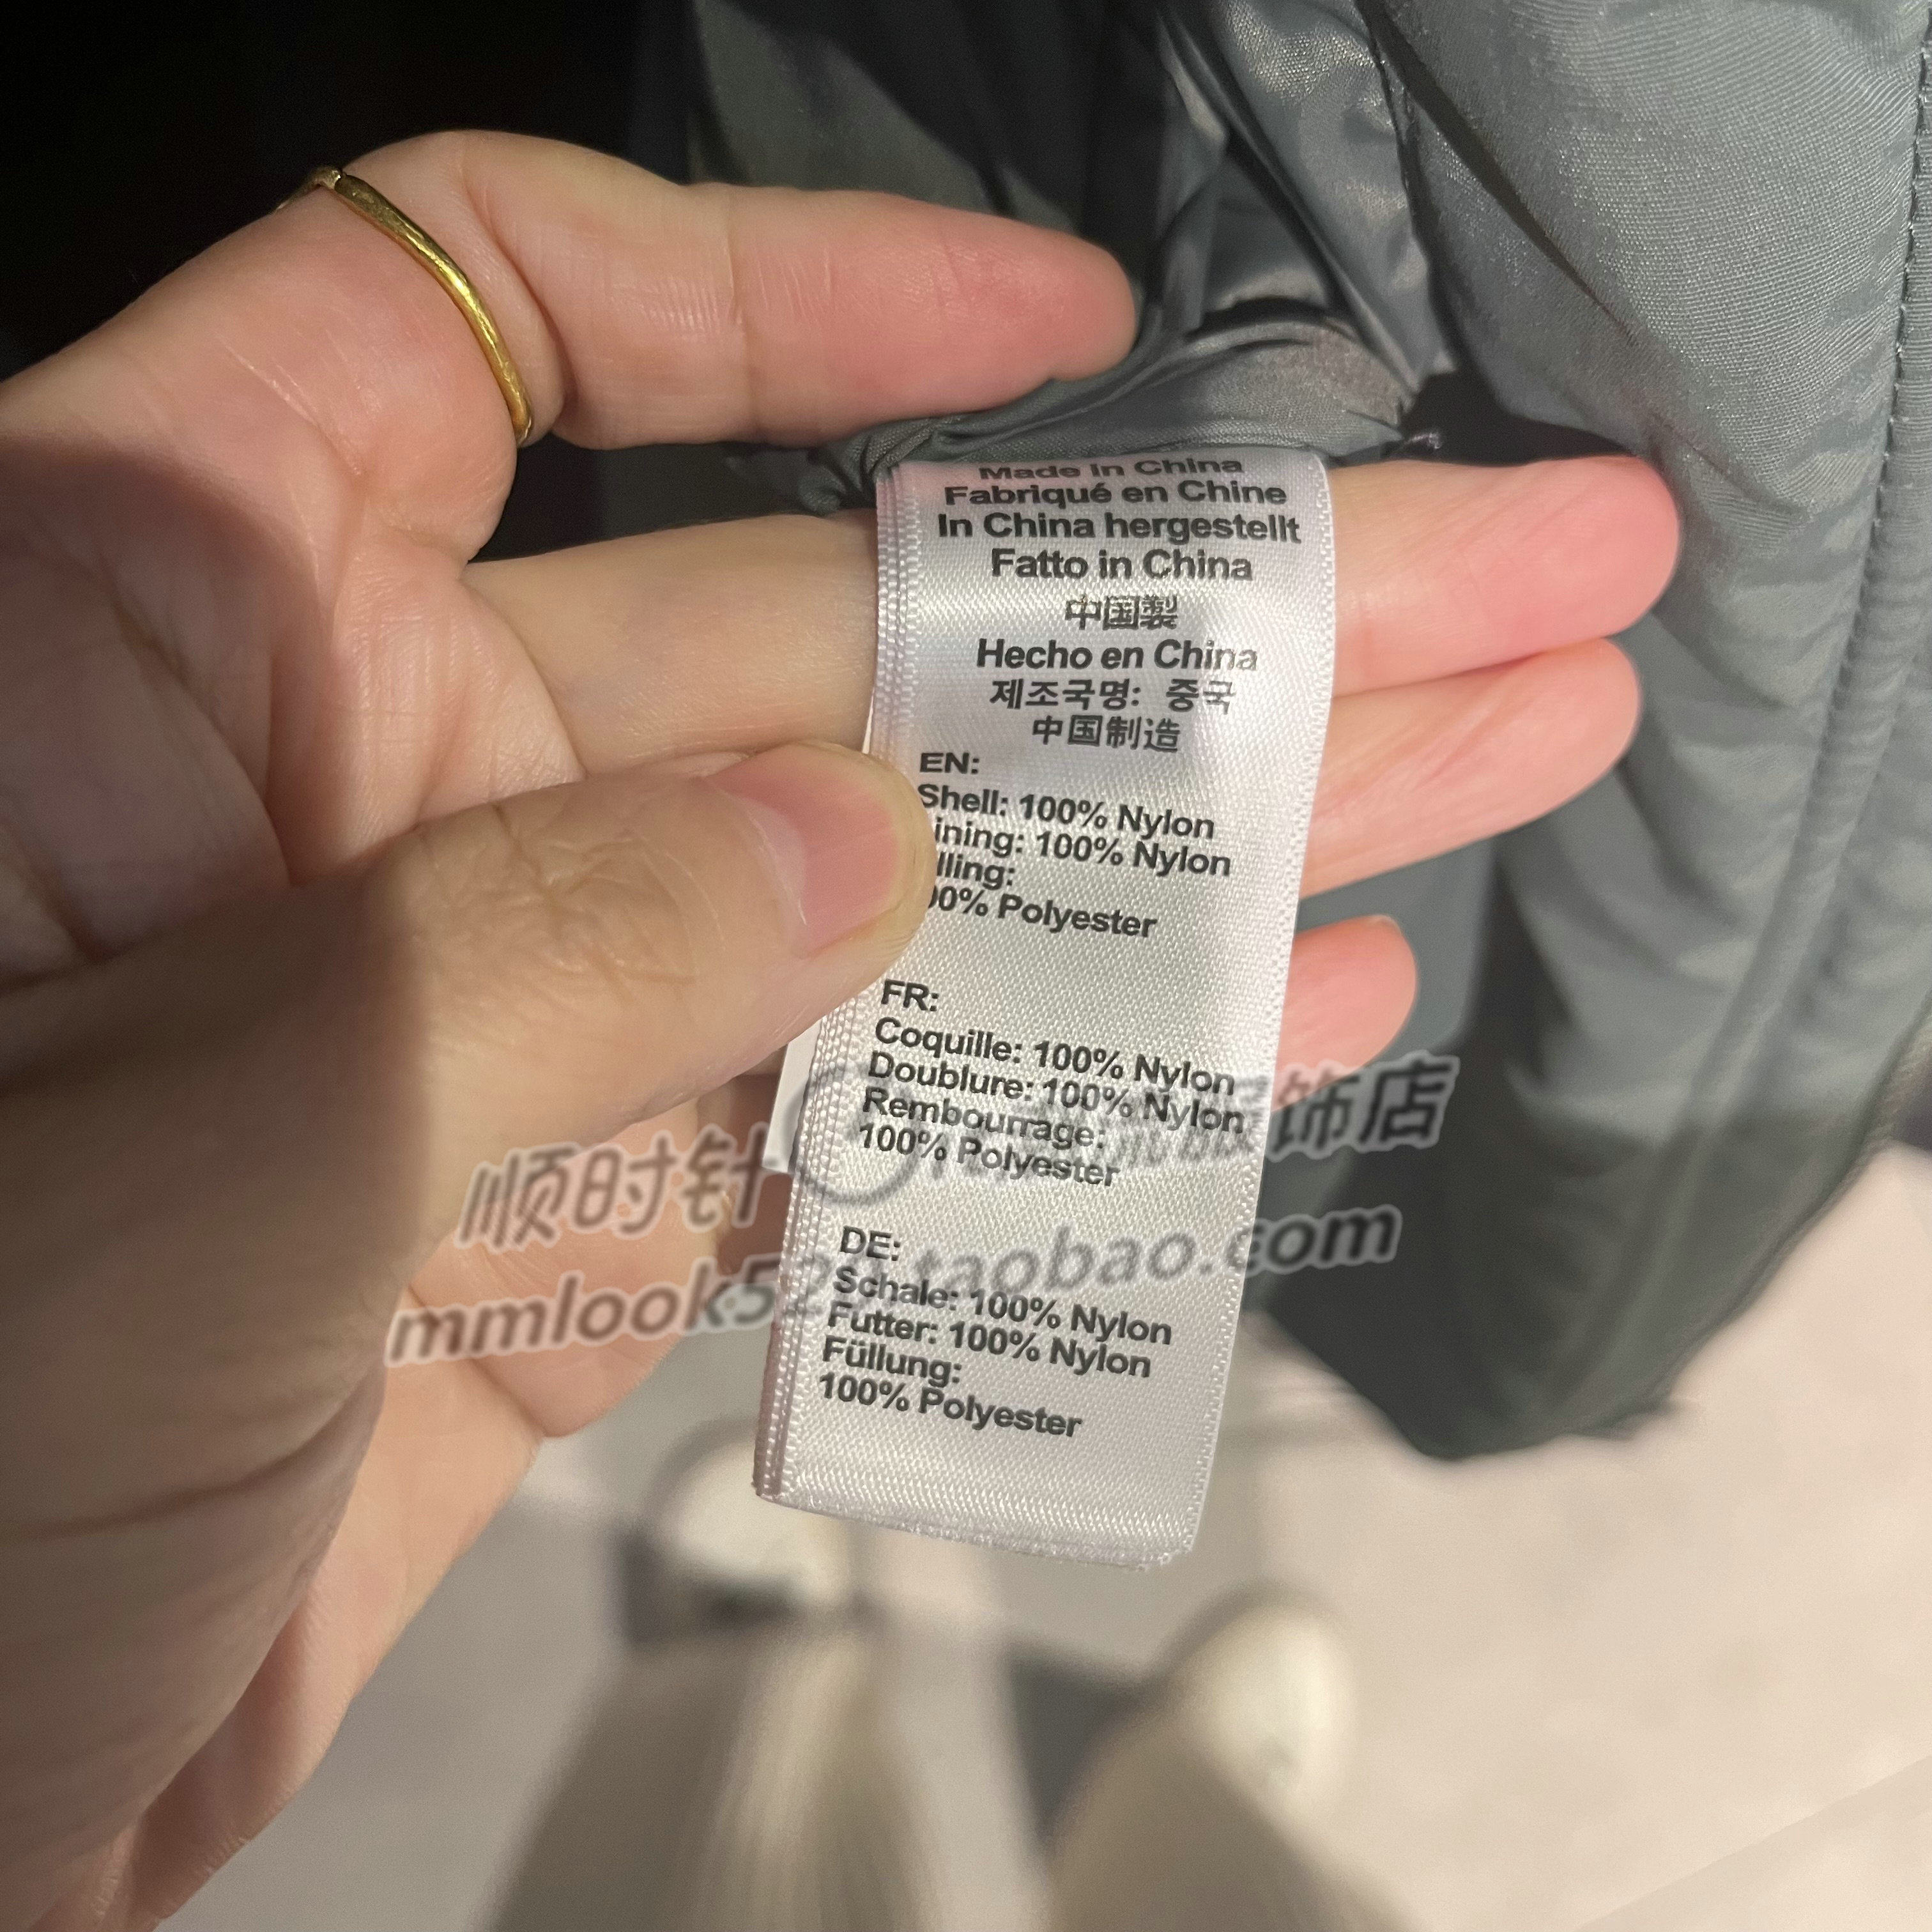 Made in China
Fabriqué en Chine
In China hergestellt
Fatto in China
中国製
Hecho en China
제조국명: 중국
中国制造
EN:
Shell: 100% Nylon
ining: 100% Nylon
lling:
00% Polyester
FR:
Coquille: 100% Nylon
Doublure: 100% Nylon
Rembourrage:
100% Polyester
DE:
Schale: 100% Nylon
Futter: 100% Nylon
Füllung:
100% Polyester
顺时针 饰店
taobao.com